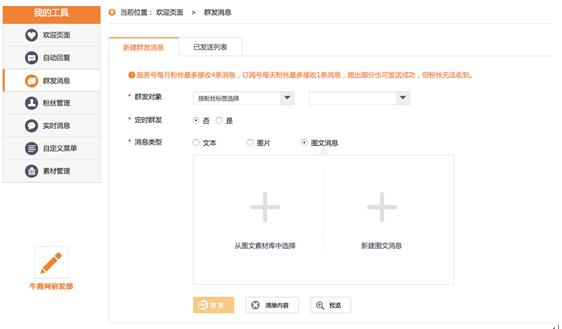 我的工具
欢迎页面
自动回复
群发消息
粉丝管理
实时消息
自定义菜单
素材管理
牛商网研发部
当前位置： 欢迎页面 > 群发消息
新建群发消息 已发送列表
服务号每月粉丝最多接收4条消息，订阅号每天粉丝最多接收1条消息，超出部分也可发送成功，但粉丝无法收到。
* 群发对象 按粉丝标签选择
* 定时群发 否 是
* 消息类型 文本 图片 图文消息
从图文素材库中选择 新建图文消息
群 发 清除内容 预览